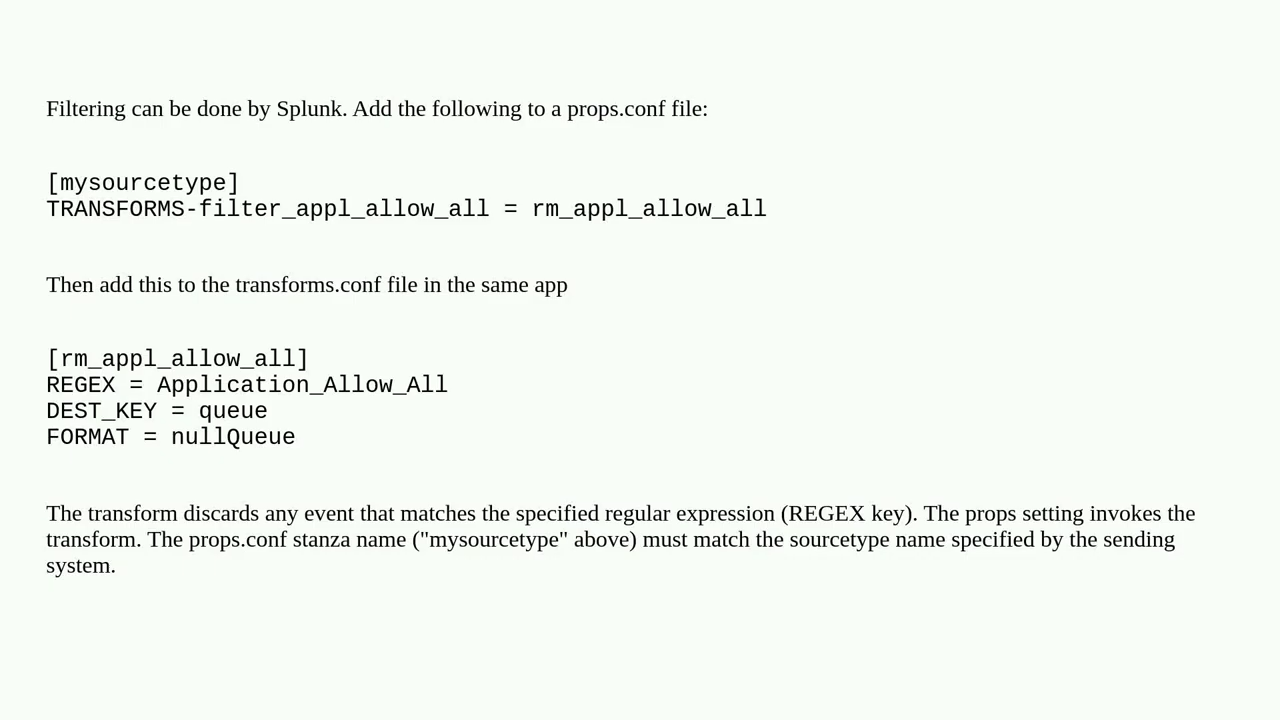 Filtering can be done by Splunk. Add the following to a props.conf file:
[mysourcetype]
TRANSFORMS-filter_appl_allow_all = rm_appl_allow_all
Then add this to the transforms.conf file in the same app
[rm_appl_allow_all]
REGEX = Application_Allow_All
DEST_KEY = queue
FORMAT = nullQueue
The transform discards any event that matches the specified regular expression (REGEX key). The props setting invokes the
transform. The props.conf stanza name ("mysourcetype" above) must match the sourcetype name specified by the sending
system.